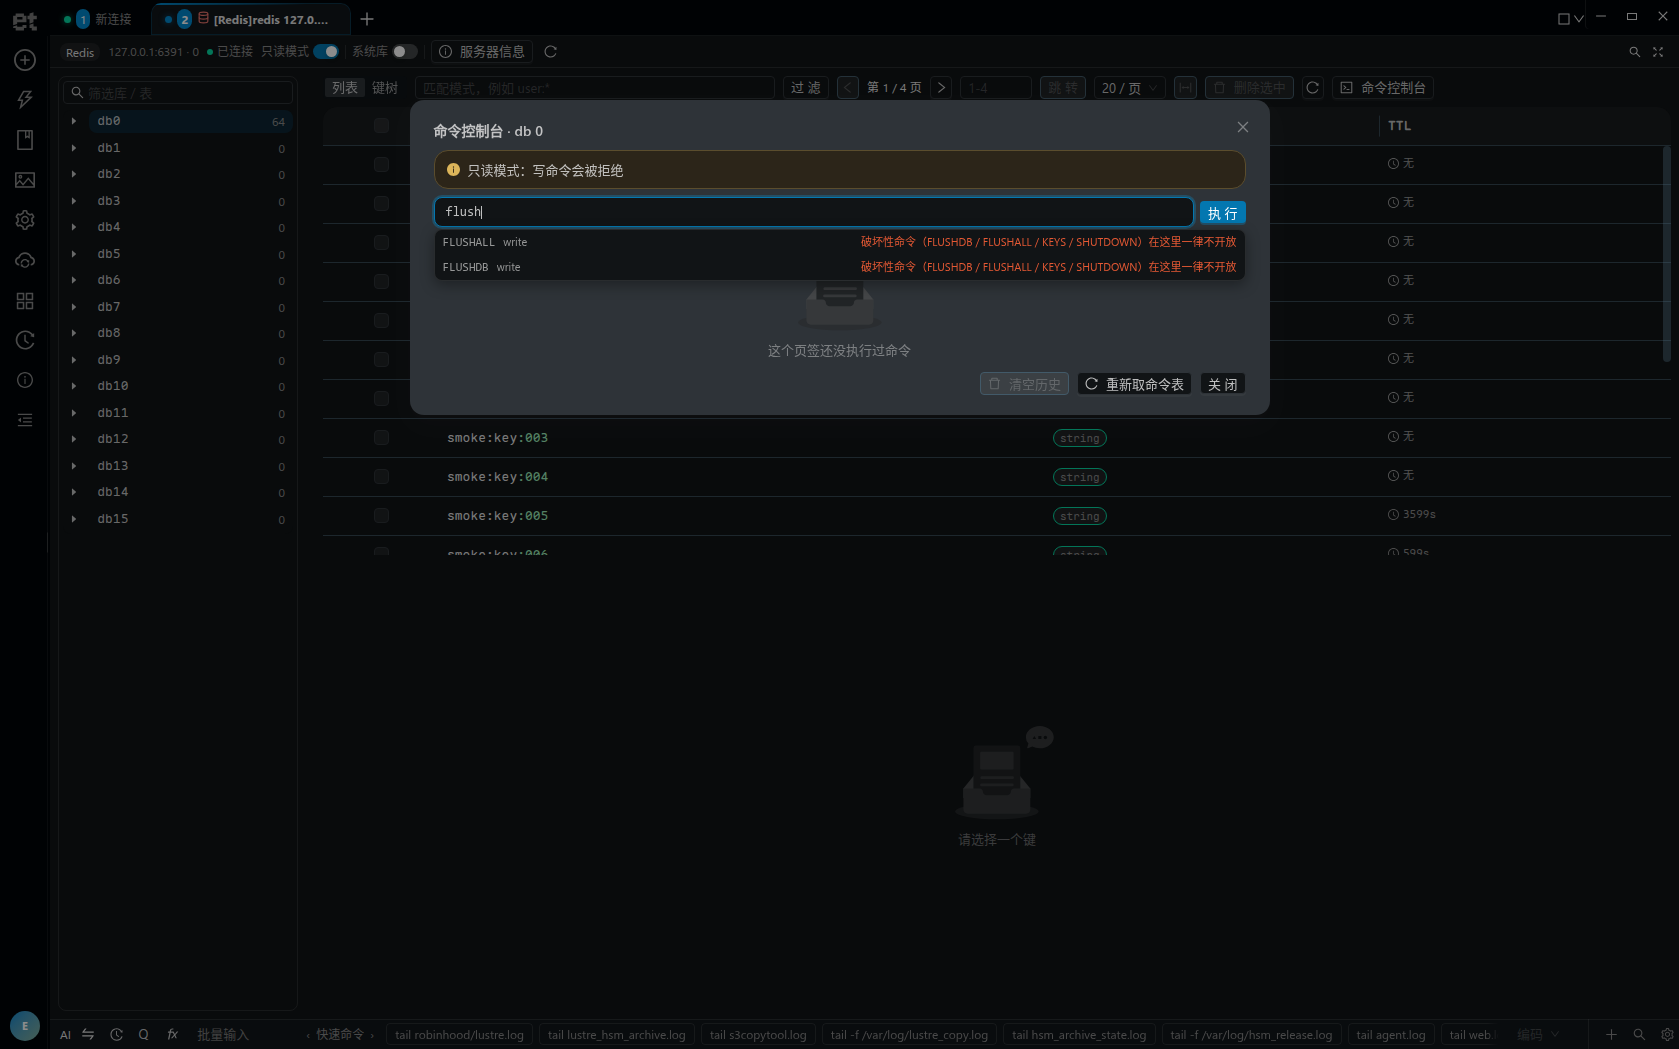 et
1 新连接
2 [Redis]redis 127.0....
Redis 127.0.0.1:6391 · 0 已连接 只读模式 系统库 服务器信息
筛选库 / 表
db0 64
db1 0
db2 0
db3 0
db4 0
db5 0
db6 0
db7 0
db8 0
db9 0
db10 0
db11 0
db12 0
db13 0
db14 0
db15 0
列表 键树 匹配模式，例如 user:* 过 滤 第 1 / 4 页 1-4 跳 转 20 / 页 删除选中 命令控制台
TTL
无
无
无
无
无
无
无
命令控制台 · db 0
只读模式：写命令会被拒绝
flush 执 行
FLUSHALL write 破坏性命令（FLUSHDB / FLUSHALL / KEYS / SHUTDOWN）在这里一律不开放
FLUSHDB write 破坏性命令（FLUSHDB / FLUSHALL / KEYS / SHUTDOWN）在这里一律不开放
这个页签还没执行过命令
清空历史 重新取命令表 关 闭
smoke:key:003 string 无
smoke:key:004 string 无
smoke:key:005 string 3599s
smoke:key:006 string 599s
请选择一个键
E
AI Q fx 批量输入 ‹ 快速命令 › tail robinhood/lustre.log tail lustre_hsm_archive.log tail s3copytool.log tail -f /var/log/lustre_copy.log tail hsm_archive_state.log tail -f /var/log/hsm_release.log tail agent.log tail web 编码